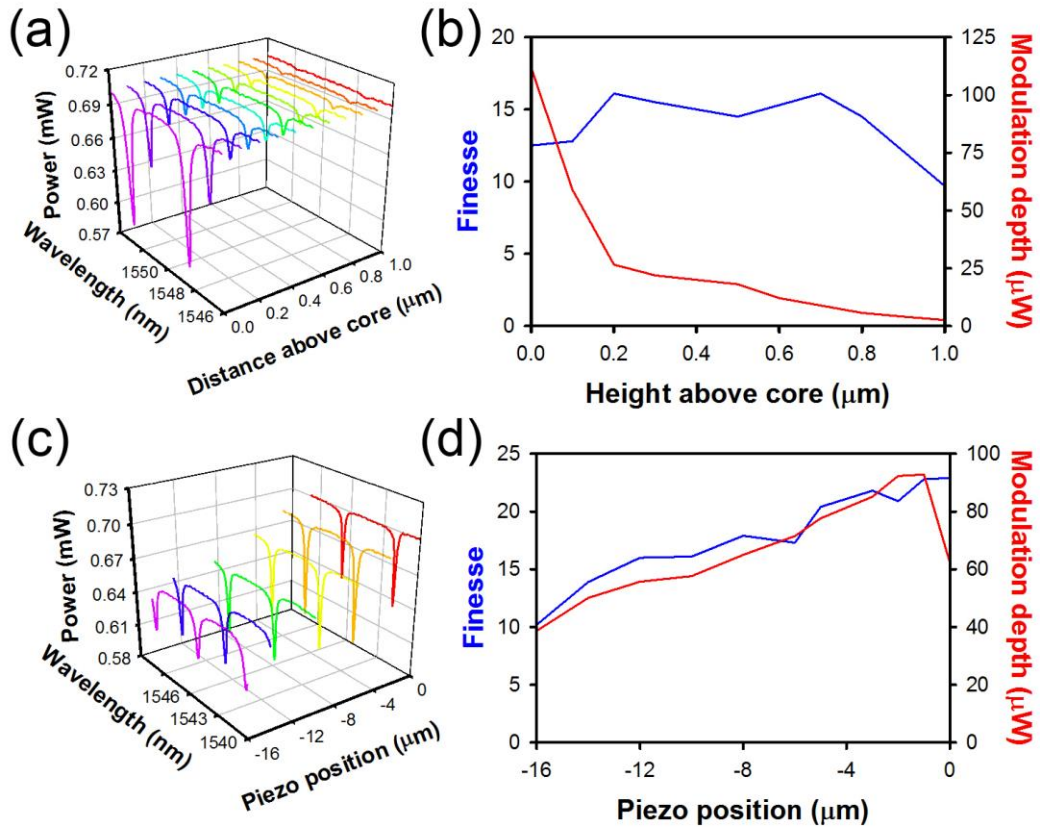 (a)
0.72
0.69
0.66
0.63
0.60
0.57
Power (mW)
1550
1548
1546
Wavelength (nm)
0.0
0.2
0.4
0.6
0.8
1.0
Distance above core (μm)
(b)
20
15
10
5
0
Finesse
125
100
75
50
25
0
Modulation depth (μW)
0.0 0.2 0.4 0.6 0.8 1.0
Height above core (μm)
(c)
0.73
0.70
0.67
0.64
0.61
0.58
Power (mW)
1546
1543
1540
Wavelength (nm)
-16
-12
-8
-4
0
Piezo position (μm)
(d)
25
20
15
10
5
0
Finesse
100
80
60
40
20
0
Modulation depth (μW)
-16 -12 -8 -4 0
Piezo position (μm)